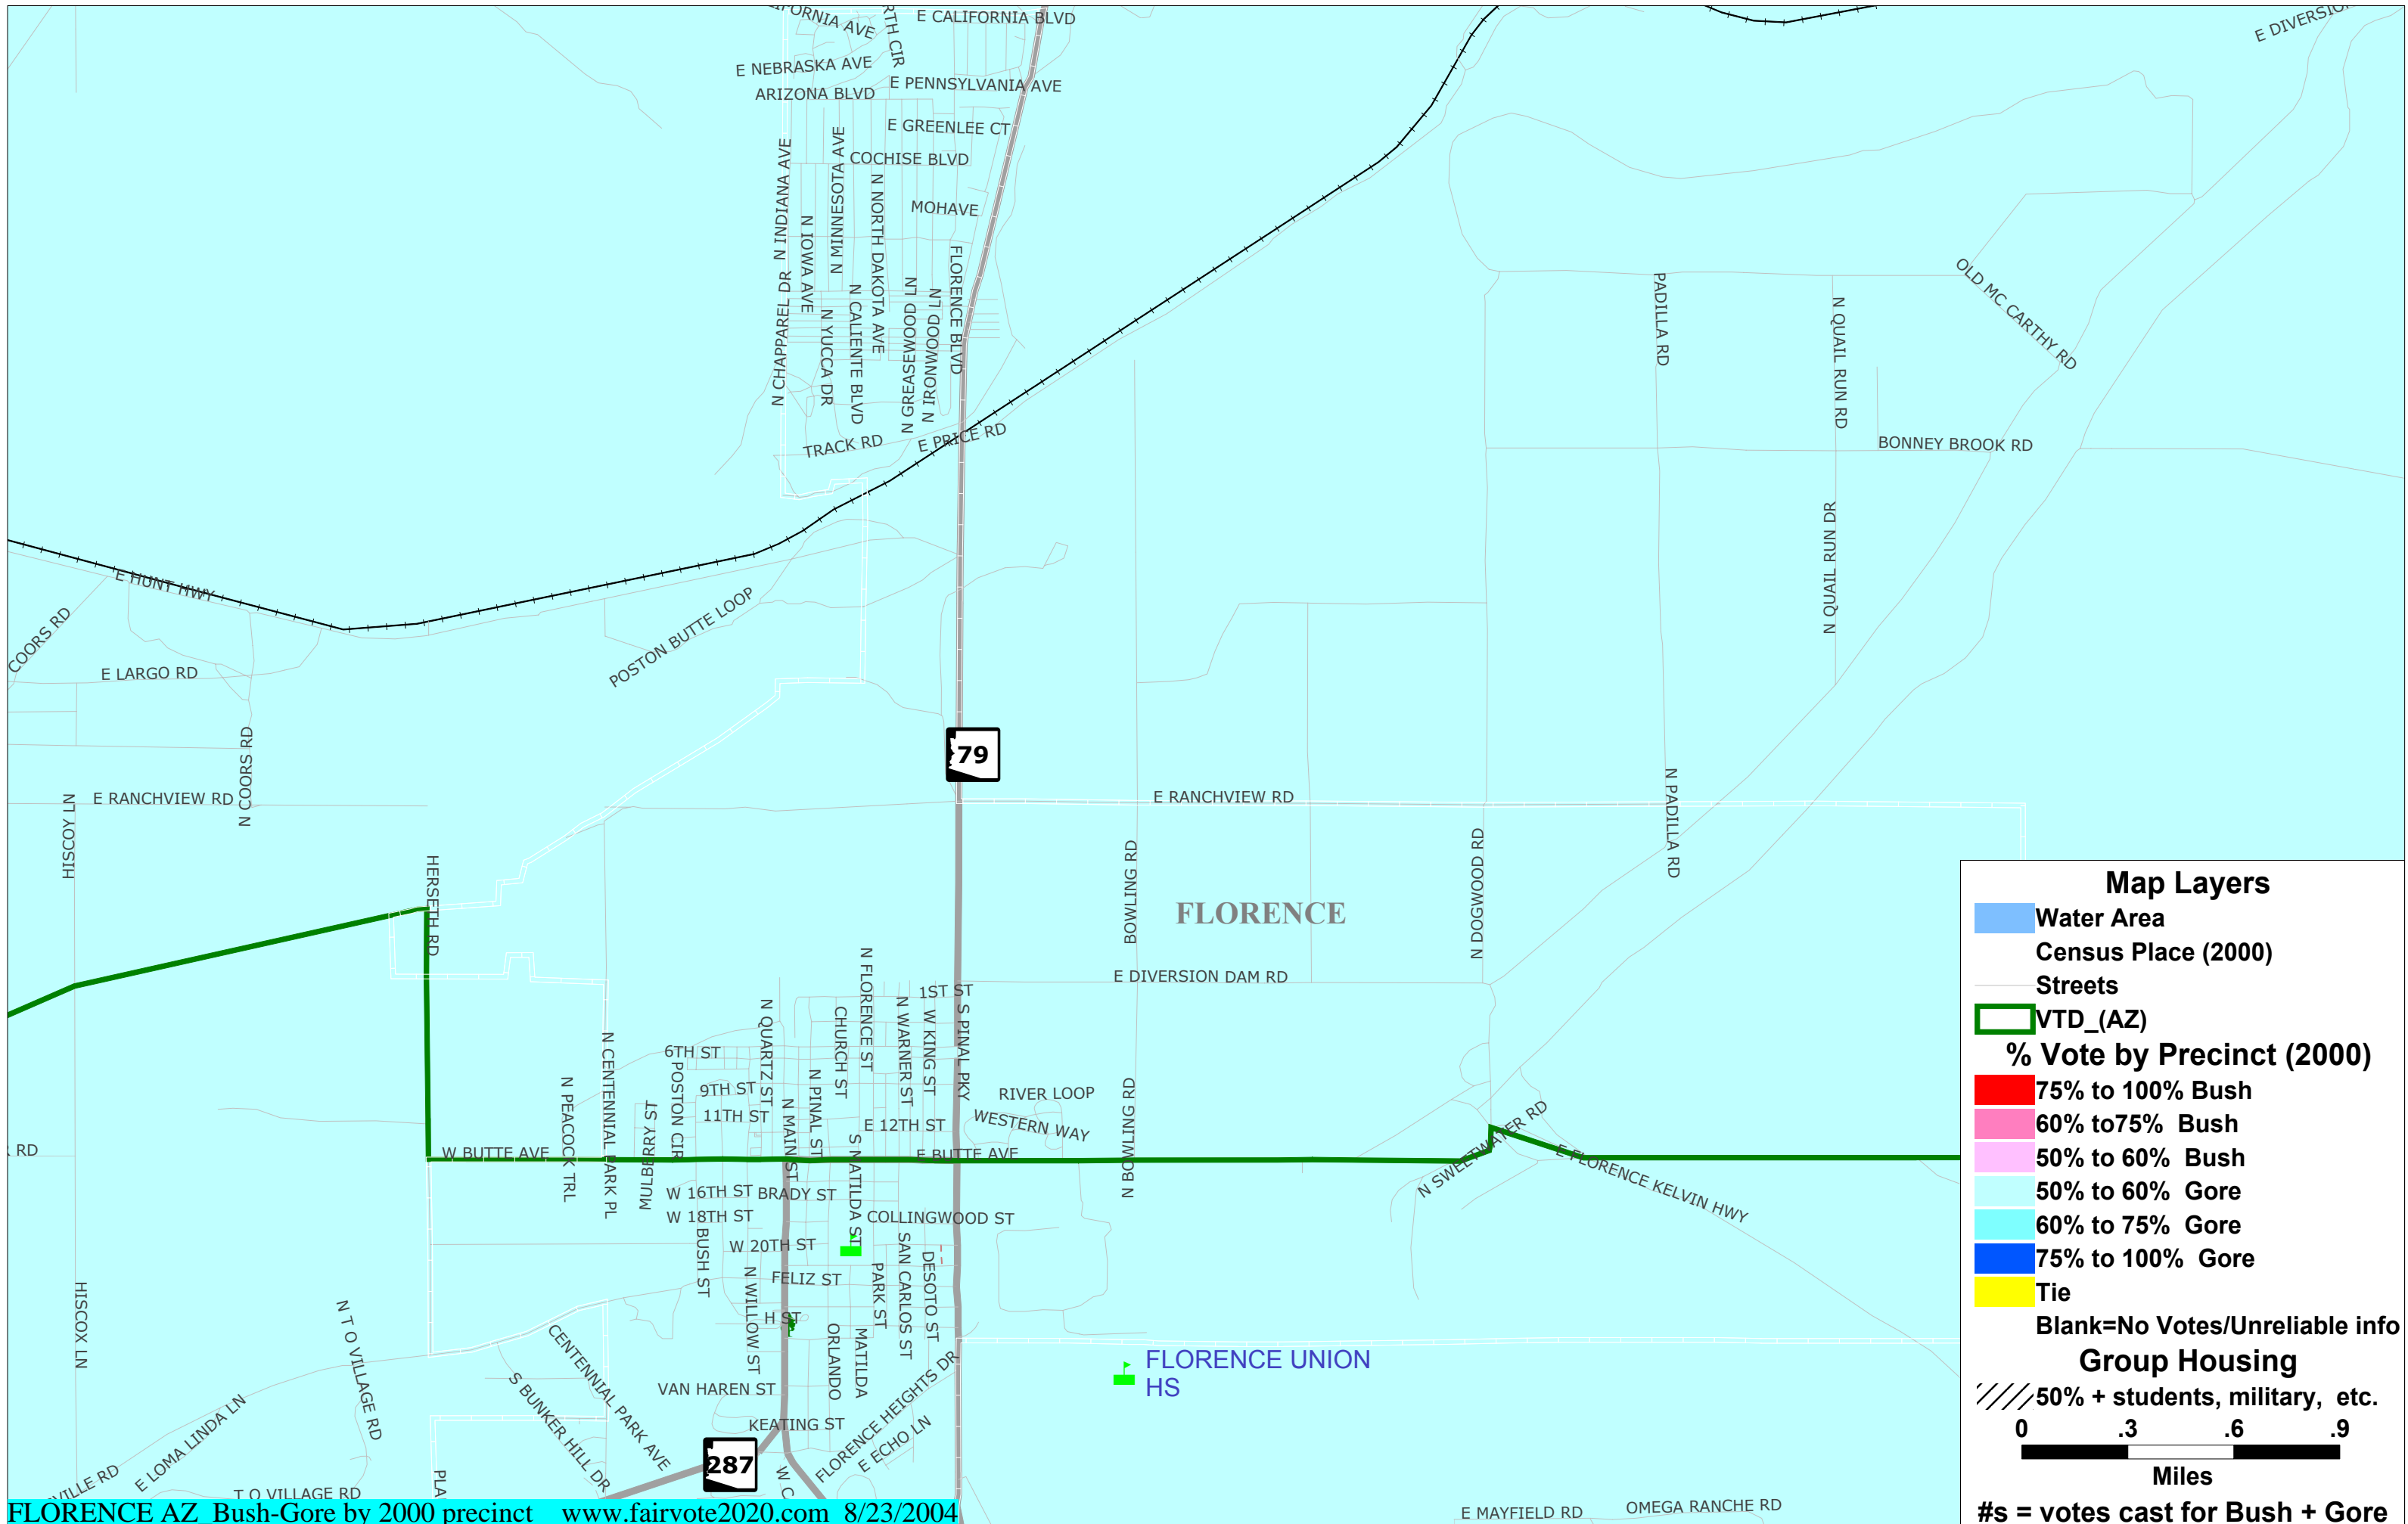 E CALIFORNIA BLVD
E NEBRASKA AVE
E PENNSYLVANIA AVE
ARIZONA BLVD
E GREENLEE CT
COCHISE BLVD
MOHAVE
N INDIANA AVE
N MINNESOTA AVE
N IOWA AVE
N NORTH DAKOTA AVE
N CHAPPAREL DR
N YUCCA DR
N CALIENTE BLVD
N GREASEWOOD LN
N IRONWOOD LN
FLORENCE BLVD
TRACK RD
E PRICE RD
PADILLA RD
N QUAIL RUN RD
OLD MC CARTHY RD
BONNEY BROOK RD
N QUAIL RUN DR
E HUNT HWY
COORS RD
E LARGO RD
POSTON BUTTE LOOP
N COORS RD
79
E RANCHVIEW RD
E RANCHVIEW RD
HISCOY LN
N PADILLA RD
HERSETH RD
BOWLING RD
FLORENCE
N DOGWOOD RD
E DIVERSION DAM RD
1ST ST
N FLORENCE ST
CHURCH ST
N WARNER ST
W KING ST
S PINAL PKY
N QUARTZ ST
6TH ST
9TH ST
11TH ST
N PINAL ST
N MAIN ST
POSTON CIR
N CENTENNIAL PARK PL
N PEACOCK TRL
MULBERRY ST
RIVER LOOP
WESTERN WAY
E 12TH ST
N BOWLING RD
W BUTTE AVE
E BUTTE AVE
S MATILDA ST
W 16TH ST
BRADY ST
W 18TH ST
COLLINGWOOD ST
W 20TH ST
BUSH ST
N WILLOW ST
FELIZ ST
H ST
PARK ST
SAN CARLOS ST
DESOTO ST
ORLANDO
MATILDA
N SWEETWATER RD
E FLORENCE KELVIN HWY
HISCOX LN
N T O VILLAGE RD
CENTENNIAL PARK AVE
S BUNKER HILL DR
VAN HAREN ST
KEATING ST
FLORENCE HEIGHTS DR
E ECHO LN
FLORENCE UNION
HS
287
E LOMA LINDA LN
T O VILLAGE RD
E MAYFIELD RD
OMEGA RANCHE RD
Map Layers
Water Area
Census Place (2000)
Streets
VTD_(AZ)
% Vote by Precinct (2000)
75% to 100% Bush
60% to75% Bush
50% to 60% Bush
50% to 60% Gore
60% to 75% Gore
75% to 100% Gore
Tie
Blank=No Votes/Unreliable info
Group Housing
50% + students, military, etc.
0 .3 .6 .9
Miles
#s = votes cast for Bush + Gore
FLORENCE AZ Bush-Gore by 2000 precinct www.fairvote2020.com 8/23/2004